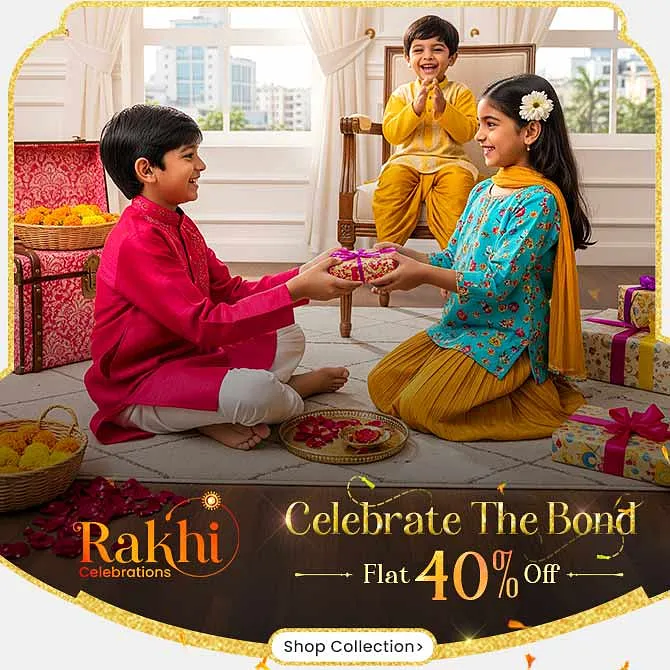 Rakhi
Celebrations
Celebrate The Bond
Flat 40% Off
Shop Collection>